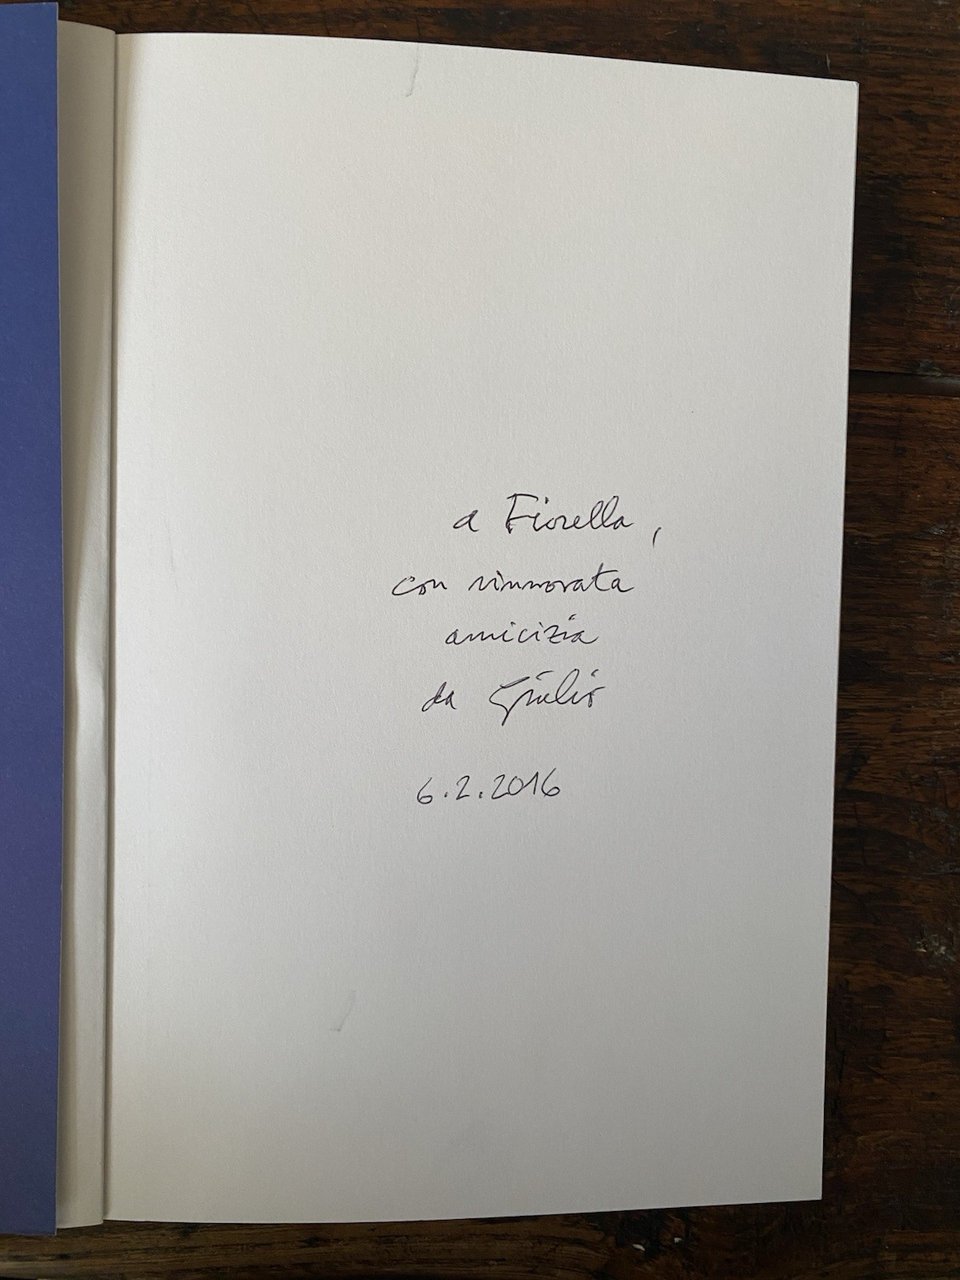 a Fiorella,
con rinnovata
amicizia
da Giulio
6.2.2016